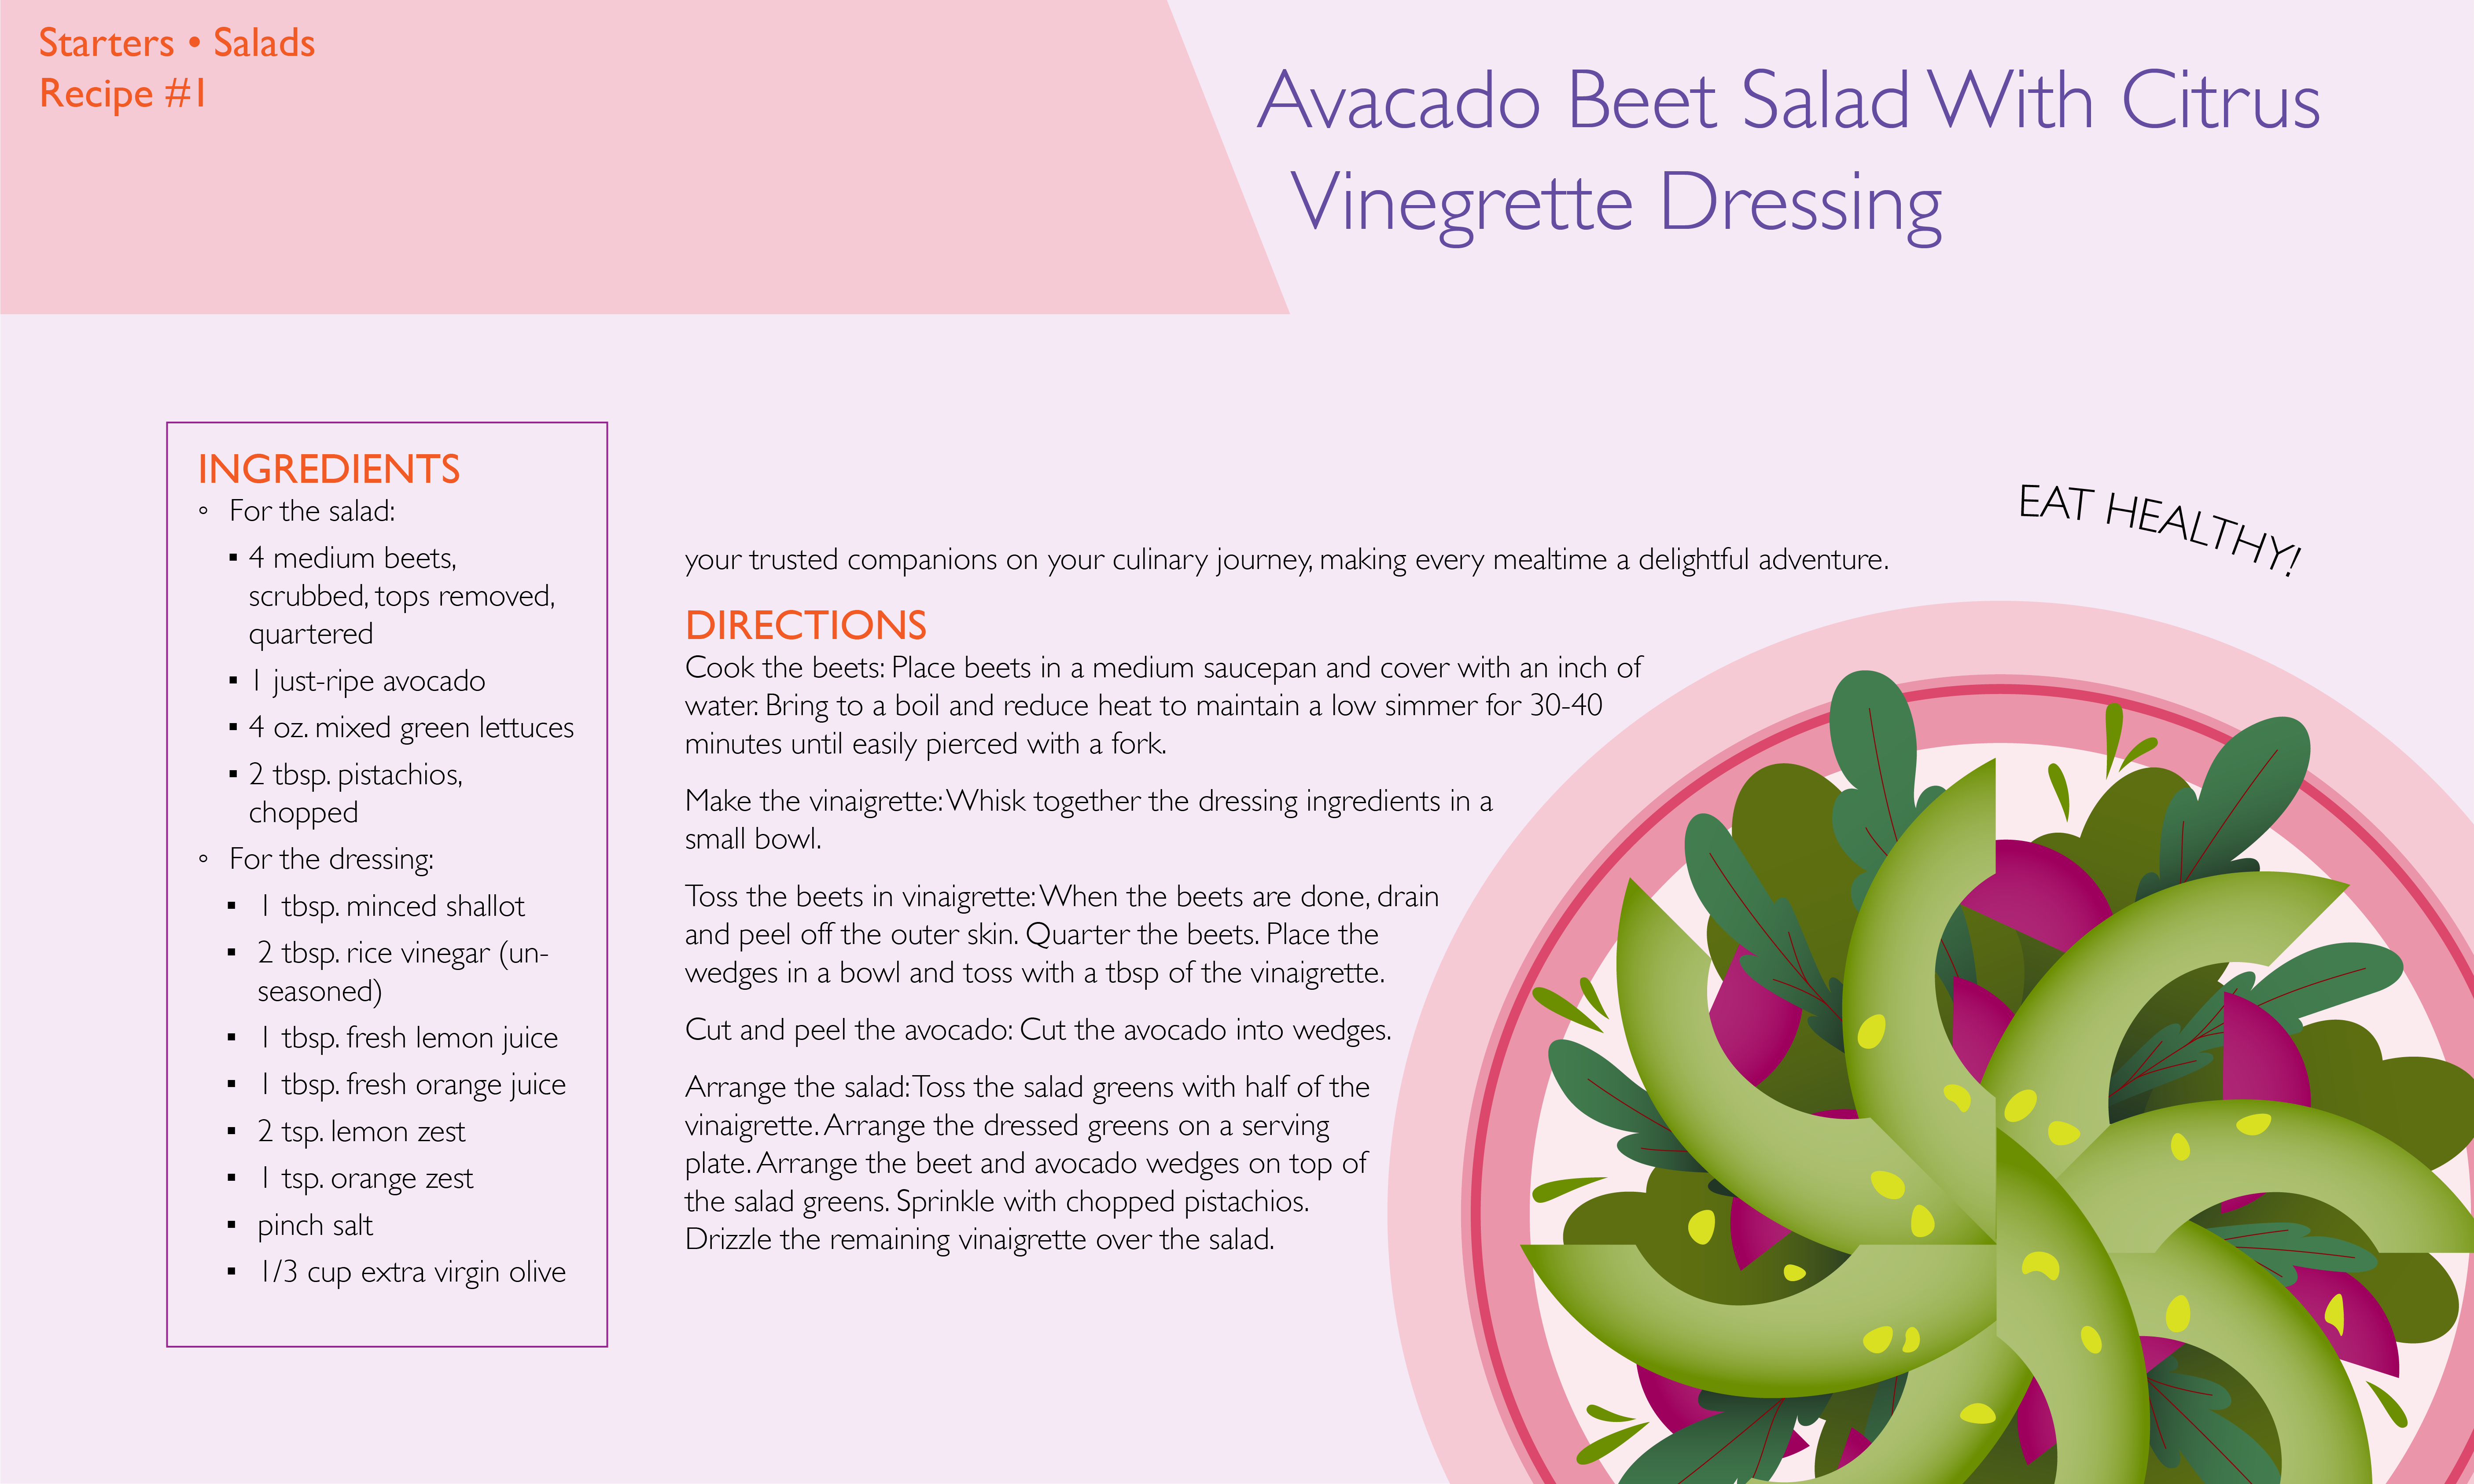 Starters • Salads
Recipe #1
Avacado Beet Salad With Citrus
Vinegrette Dressing
INGREDIENTS
◦ For the salad:
▪ 4 medium beets,
scrubbed, tops removed,
quartered
▪ 1 just-ripe avocado
▪ 4 oz. mixed green lettuces
▪ 2 tbsp. pistachios,
chopped
◦ For the dressing:
▪ 1 tbsp. minced shallot
▪ 2 tbsp. rice vinegar (un-
seasoned)
▪ 1 tbsp. fresh lemon juice
▪ 1 tbsp. fresh orange juice
▪ 2 tsp. lemon zest
▪ 1 tsp. orange zest
▪ pinch salt
▪ 1/3 cup extra virgin olive
your trusted companions on your culinary journey, making every mealtime a delightful adventure.
DIRECTIONS
Cook the beets: Place beets in a medium saucepan and cover with an inch of
water. Bring to a boil and reduce heat to maintain a low simmer for 30-40
minutes until easily pierced with a fork.
Make the vinaigrette: Whisk together the dressing ingredients in a
small bowl.
Toss the beets in vinaigrette: When the beets are done, drain
and peel off the outer skin. Quarter the beets. Place the
wedges in a bowl and toss with a tbsp of the vinaigrette.
Cut and peel the avocado: Cut the avocado into wedges.
Arrange the salad: Toss the salad greens with half of the
vinaigrette. Arrange the dressed greens on a serving
plate. Arrange the beet and avocado wedges on top of
the salad greens. Sprinkle with chopped pistachios.
Drizzle the remaining vinaigrette over the salad.
EAT HEALTHY!